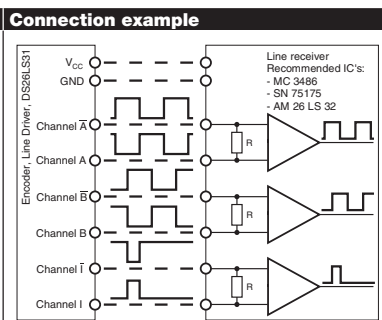 Connection example
Encoder, Line Driver, DS26LS31
V_CC
GND
Channel A̅
Channel A
Channel B̅
Channel B
Channel I̅
Channel I
Line receiver
Recommended IC's:
- MC 3486
- SN 75175
- AM 26 LS 32
R
R
R